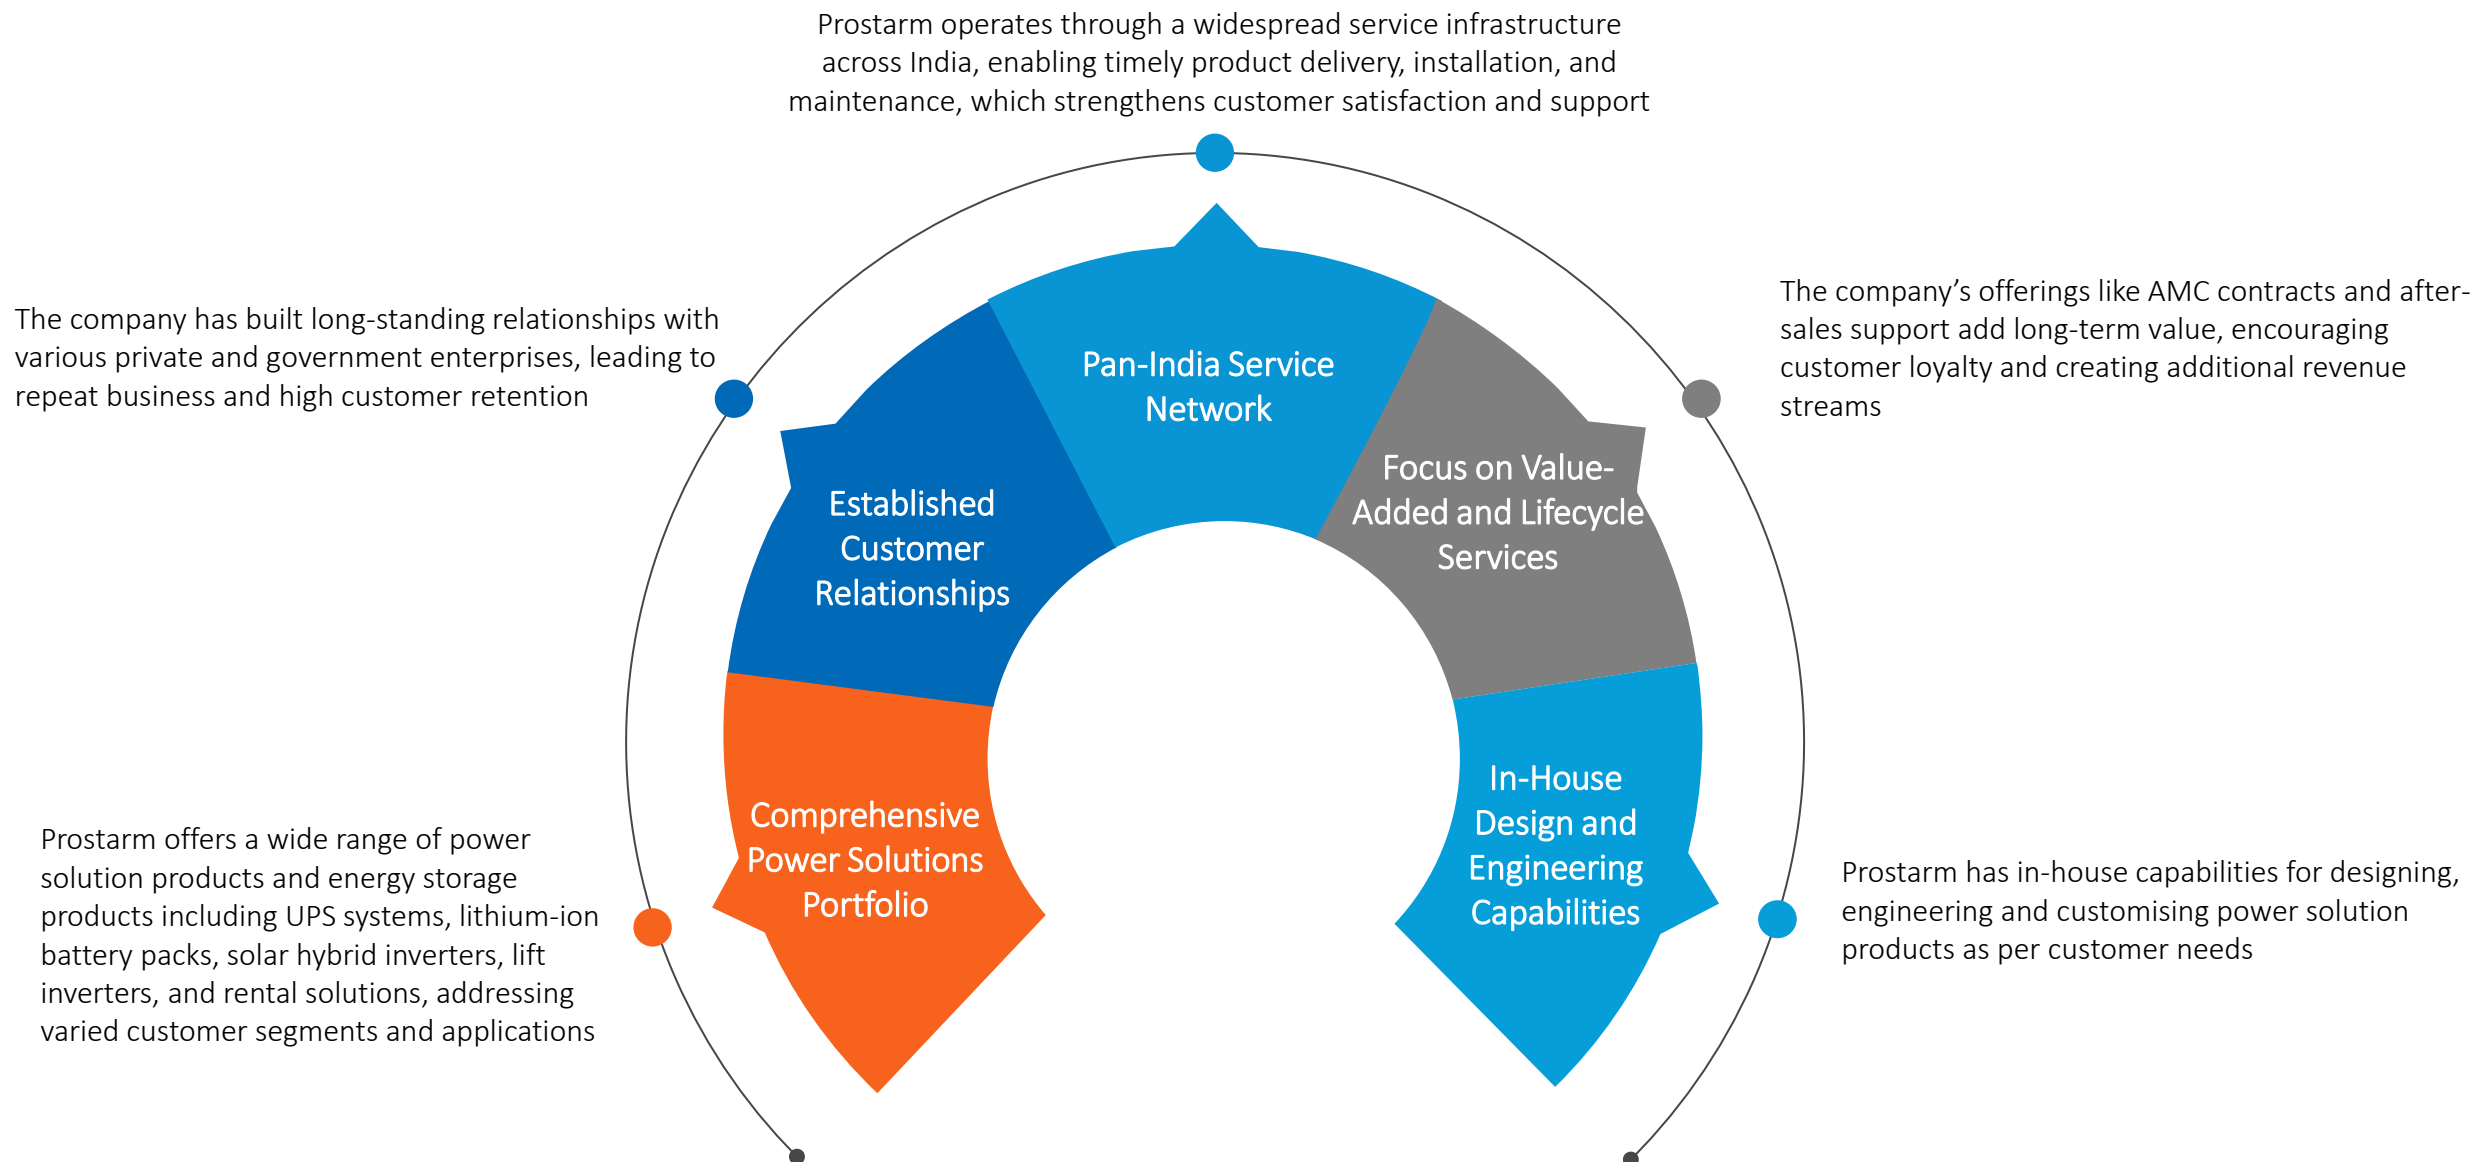 Prostarm operates through a widespread service infrastructure
across India, enabling timely product delivery, installation, and
maintenance, which strengthens customer satisfaction and support
The company has built long-standing relationships with
various private and government enterprises, leading to
repeat business and high customer retention
The company’s offerings like AMC contracts and after-
sales support add long-term value, encouraging
customer loyalty and creating additional revenue
streams
Pan-India Service
Network
Established
Customer
Relationships
Focus on Value-
Added and Lifecycle
Services
Comprehensive
Power Solutions
Portfolio
In-House
Design and
Engineering
Capabilities
Prostarm offers a wide range of power
solution products and energy storage
products including UPS systems, lithium-ion
battery packs, solar hybrid inverters, lift
inverters, and rental solutions, addressing
varied customer segments and applications
Prostarm has in-house capabilities for designing,
engineering and customising power solution
products as per customer needs